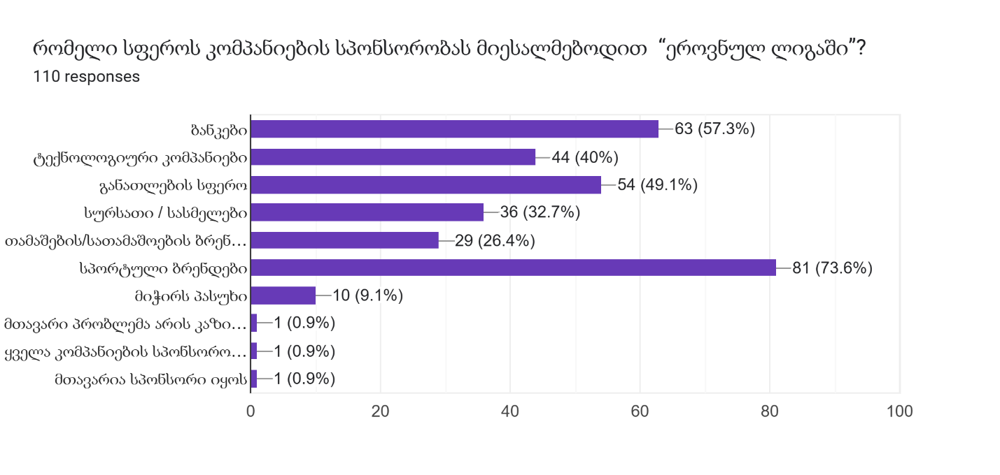 რომელი სფეროს კომპანიების სპონსორობას მიესალმებოდით “ეროვნულ ლიგაში”?
110 responses
ბანკები
63 (57.3%)
ტექნოლოგიური კომპანიები
44 (40%)
განათლების სფერო
54 (49.1%)
სურსათი / სასმელები
36 (32.7%)
თამაშების/სათამაშოების ბრენ…
29 (26.4%)
სპორტული ბრენდები
81 (73.6%)
მიჭირს პასუხი
10 (9.1%)
მთავარი პრობლემა არის კაზი…
1 (0.9%)
ყველა კომპანიების სპონსორო…
1 (0.9%)
მთავარია სპონსორი იყოს
1 (0.9%)
0 20 40 60 80 100